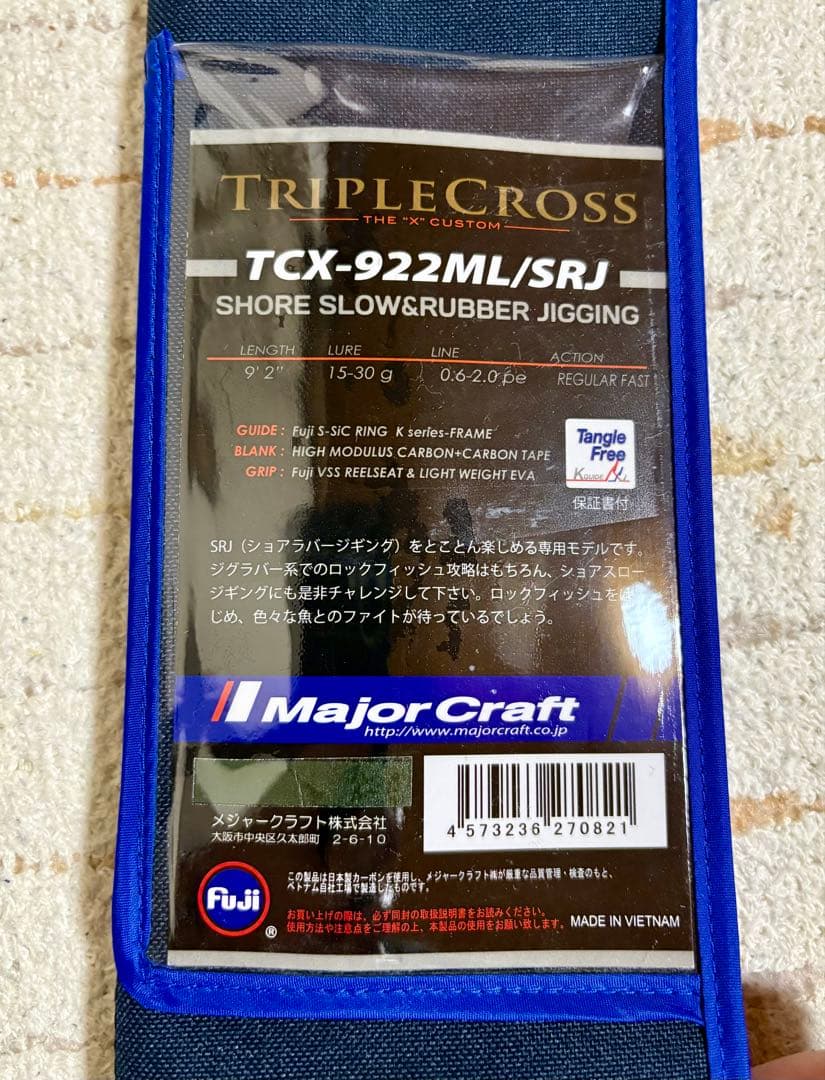 TRIPLECROSS
THE "X" CUSTOM
TCX-922ML/SRJ
SHORE SLOW&RUBBER JIGGING
LENGTH LURE LINE ACTION
9' 2" 15-30 g 0.6-2.0 pe REGULAR FAST
GUIDE : Fuji S-SiC RING K series-FRAME
BLANK : HIGH MODULUS CARBON+CARBON TAPE
GRIP : Fuji VSS REELSEAT & LIGHT WEIGHT EVA
Tangle
Free
K GUIDE
保証書付
SRJ（ショアラバージギング）をとことん楽しめる専用モデルです。
ジグラバー系でのロックフィッシュ攻略はもちろん、ショアスロー
ジギングにも是非チャレンジして下さい。ロックフィッシュをは
じめ、色々な魚とのファイトが待っているでしょう。
Major Craft
http://www.majorcraft.co.jp
メジャークラフト株式会社
大阪市中央区久太郎町 2-6-10
4 573236 270821
Fuji
®
この製品は日本製カーボンを使用し、メジャークラフト㈱が厳重な品質管理・検査のもと、
ベトナム自社工場で製造したものです。
お買い上げの際は、必ず同封の取扱説明書をお読みください。
使用方法や注意点をご理解の上、本製品の使用をお願い致します。
MADE IN VIETNAM